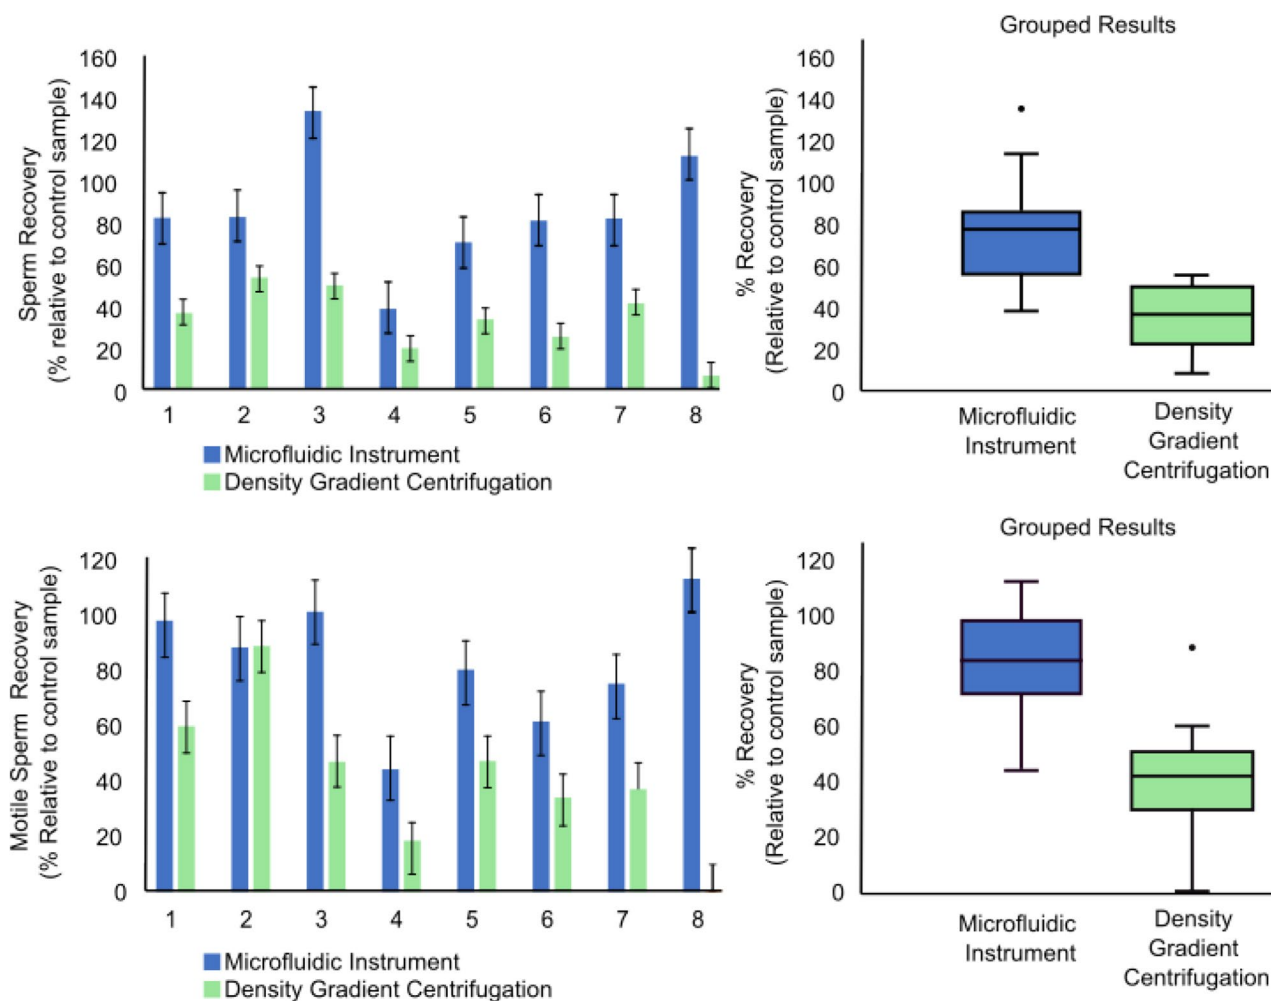 Sperm Recovery
(% relative to control sample)
160
140
120
100
80
60
40
20
0
1 2 3 4 5 6 7 8
Microfluidic Instrument
Density Gradient Centrifugation
Grouped Results
% Recovery
(Relative to control sample)
160
140
120
100
80
60
40
20
0
Microfluidic
Instrument
Density
Gradient
Centrifugation
Motile Sperm Recovery
(% Relative to control sample)
120
100
80
60
40
20
0
1 2 3 4 5 6 7 8
Microfluidic Instrument
Density Gradient Centrifugation
Grouped Results
% Recovery
(Relative to control sample)
120
100
80
60
40
20
0
Microfluidic
Instrument
Density
Gradient
Centrifugation